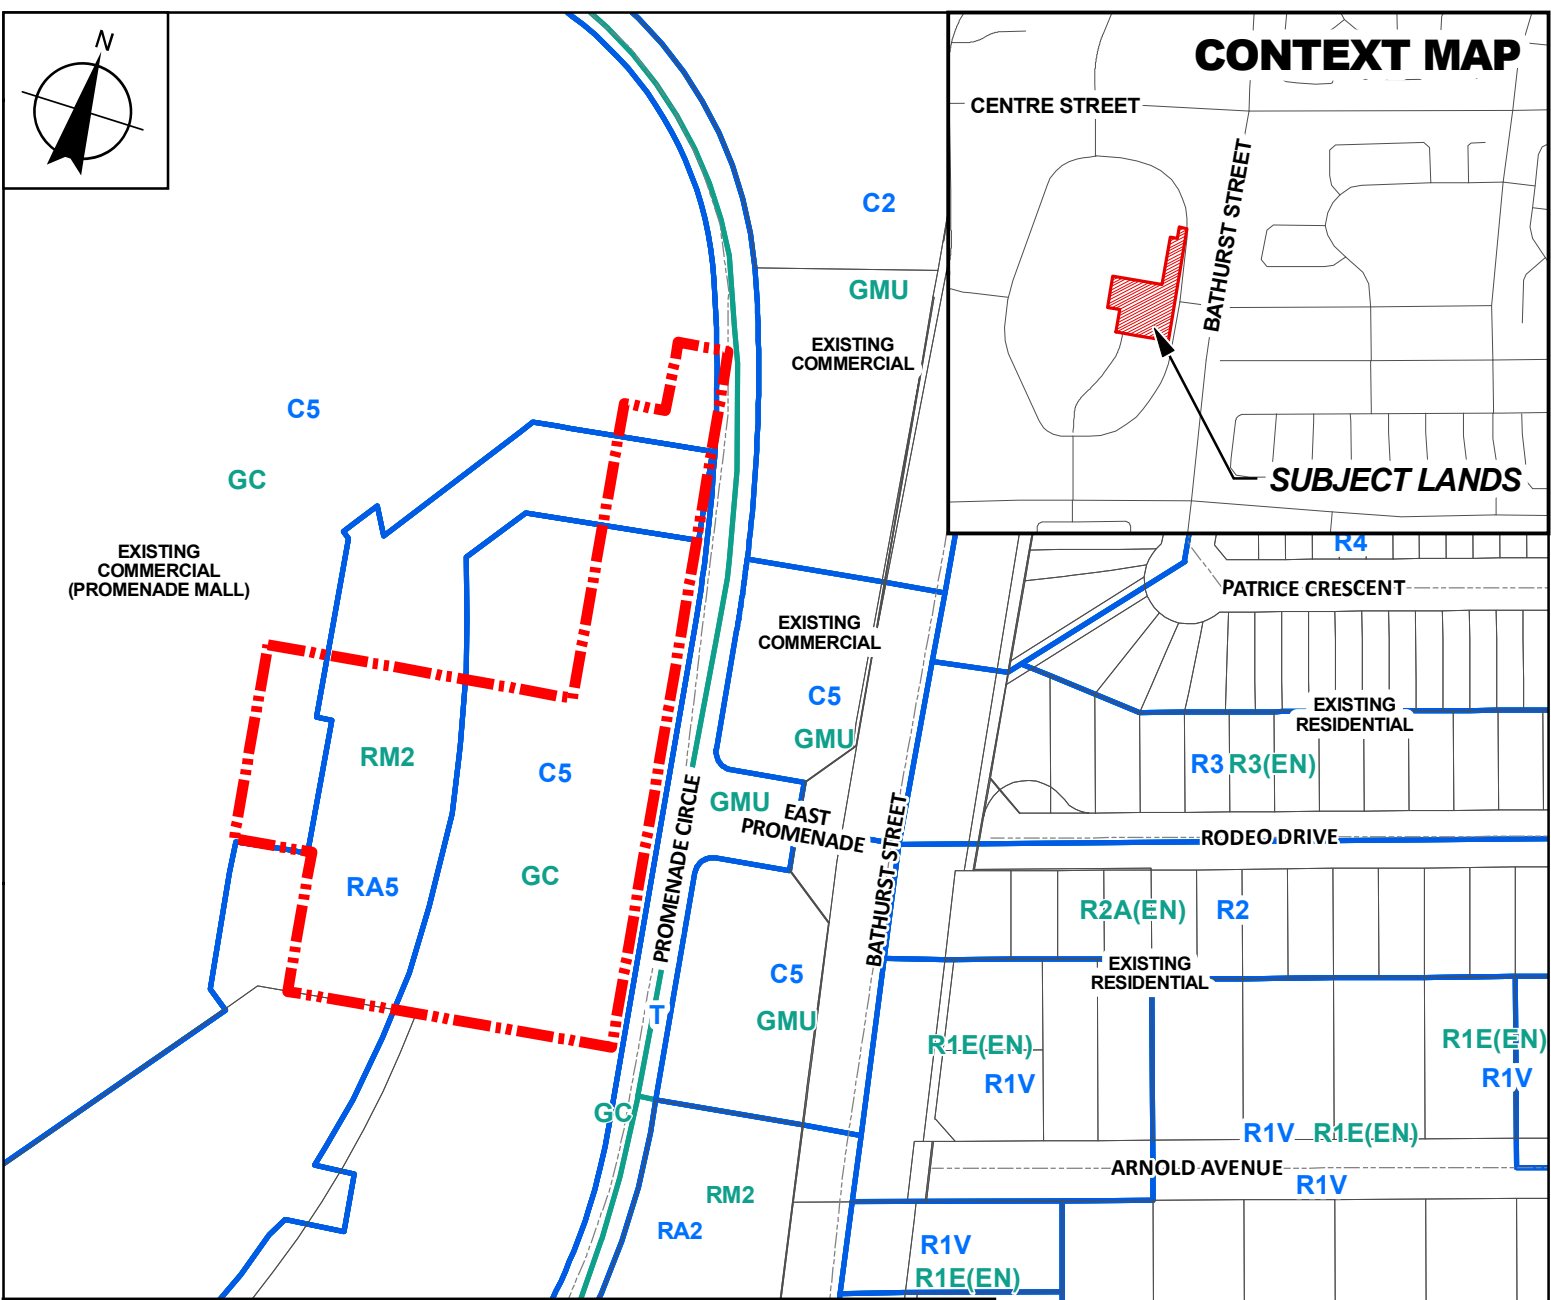 N
CONTEXT MAP
CENTRE STREET
BATHURST STREET
SUBJECT LANDS
C2
GMU
EXISTING
COMMERCIAL
C5
GC
EXISTING
COMMERCIAL
(PROMENADE MALL)
R4
PATRICE CRESCENT
EXISTING
COMMERCIAL
C5
GMU
EXISTING
RESIDENTIAL
RM2
C5
R3 R3(EN)
GMU
EAST
PROMENADE
PROMENADE CIRCLE
BATHURST STREET
RODEO DRIVE
RA5
GC
R2A(EN) R2
EXISTING
RESIDENTIAL
C5
GMU
T
R1E(EN)
R1V
R1E(EN)
R1V
GC
R1V R1E(EN)
ARNOLD AVENUE
R1V
RM2
RA2
R1V
R1E(EN)